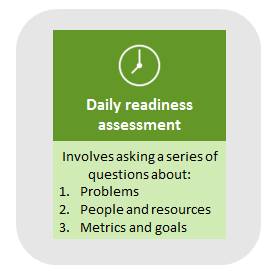 Daily readiness
assessment
Involves asking a series of
questions about:
1. Problems
2. People and resources
3. Metrics and goals